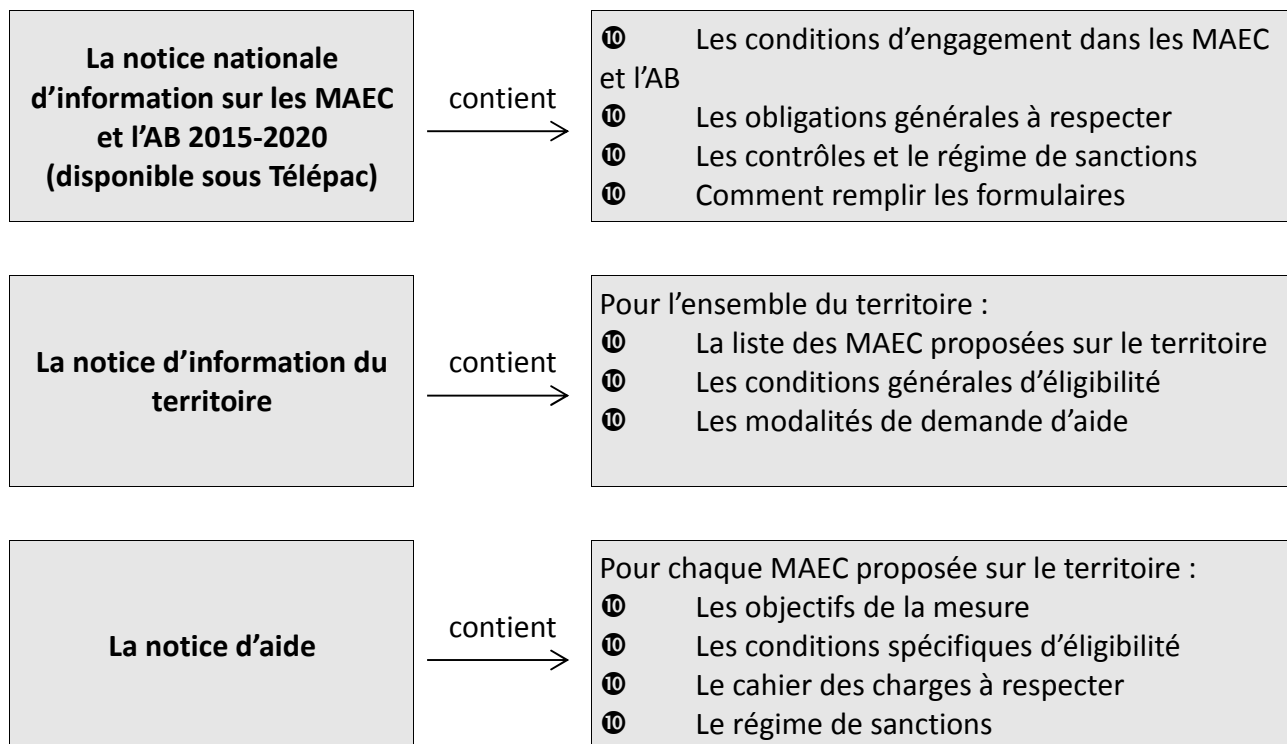 La notice nationale
d’information sur les MAEC
et l’AB 2015-2020
(disponible sous Télépac)
contient
❿ Les conditions d’engagement dans les MAEC
et l’AB
❿ Les obligations générales à respecter
❿ Les contrôles et le régime de sanctions
❿ Comment remplir les formulaires
La notice d’information du
territoire
contient
Pour l’ensemble du territoire :
❿ La liste des MAEC proposées sur le territoire
❿ Les conditions générales d’éligibilité
❿ Les modalités de demande d’aide
La notice d’aide
contient
Pour chaque MAEC proposée sur le territoire :
❿ Les objectifs de la mesure
❿ Les conditions spécifiques d’éligibilité
❿ Le cahier des charges à respecter
❿ Le régime de sanctions